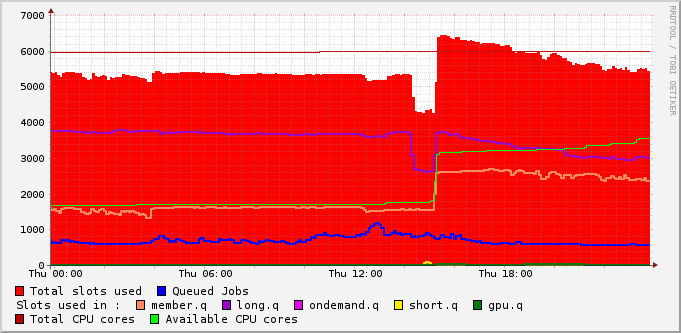 7000
6000
5000
4000
3000
2000
1000
0
Thu 00:00 Thu 06:00 Thu 12:00 Thu 18:00
Total slots used Queued Jobs
Slots used in : member.q long.q ondemand.q short.q gpu.q
Total CPU cores Available CPU cores
RRDTOOL / TOBI OETIKER